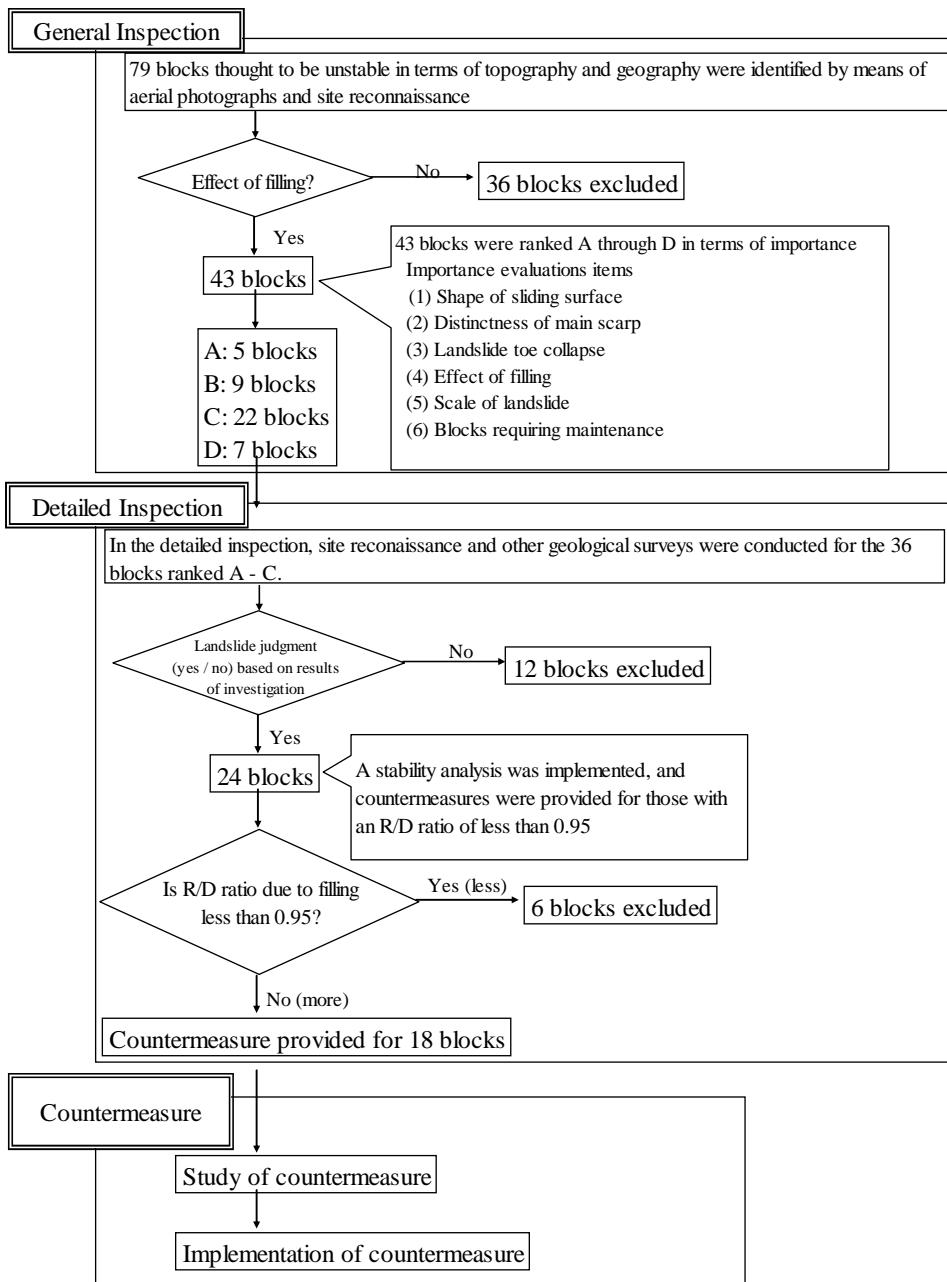 General Inspection
79 blocks thought to be unstable in terms of topography and geography were identified by means of
aerial photographs and site reconnaissance
Effect of filling?
No
36 blocks excluded
Yes
43 blocks
43 blocks were ranked A through D in terms of importance
Importance evaluations items
(1) Shape of sliding surface
(2) Distinctness of main scarp
(3) Landslide toe collapse
(4) Effect of filling
(5) Scale of landslide
(6) Blocks requiring maintenance
A: 5 blocks
B: 9 blocks
C: 22 blocks
D: 7 blocks
Detailed Inspection
In the detailed inspection, site reconaissance and other geological surveys were conducted for the 36
blocks ranked A - C.
Landslide judgment
(yes / no) based on results
of investigation
No
12 blocks excluded
Yes
24 blocks
A stability analysis was implemented, and
countermeasures were provided for those with
an R/D ratio of less than 0.95
Is R/D ratio due to filling
less than 0.95?
Yes (less)
6 blocks excluded
No (more)
Countermeasure provided for 18 blocks
Countermeasure
Study of countermeasure
Implementation of countermeasure